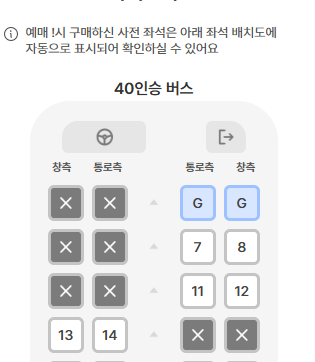 예매 !시 구매하신 사전 좌석은 아래 좌석 배치도에
자동으로 표시되어 확인하실 수 있어요
40인승 버스
창측 통로측 통로측 창측
G G
7 8
11 12
13 14